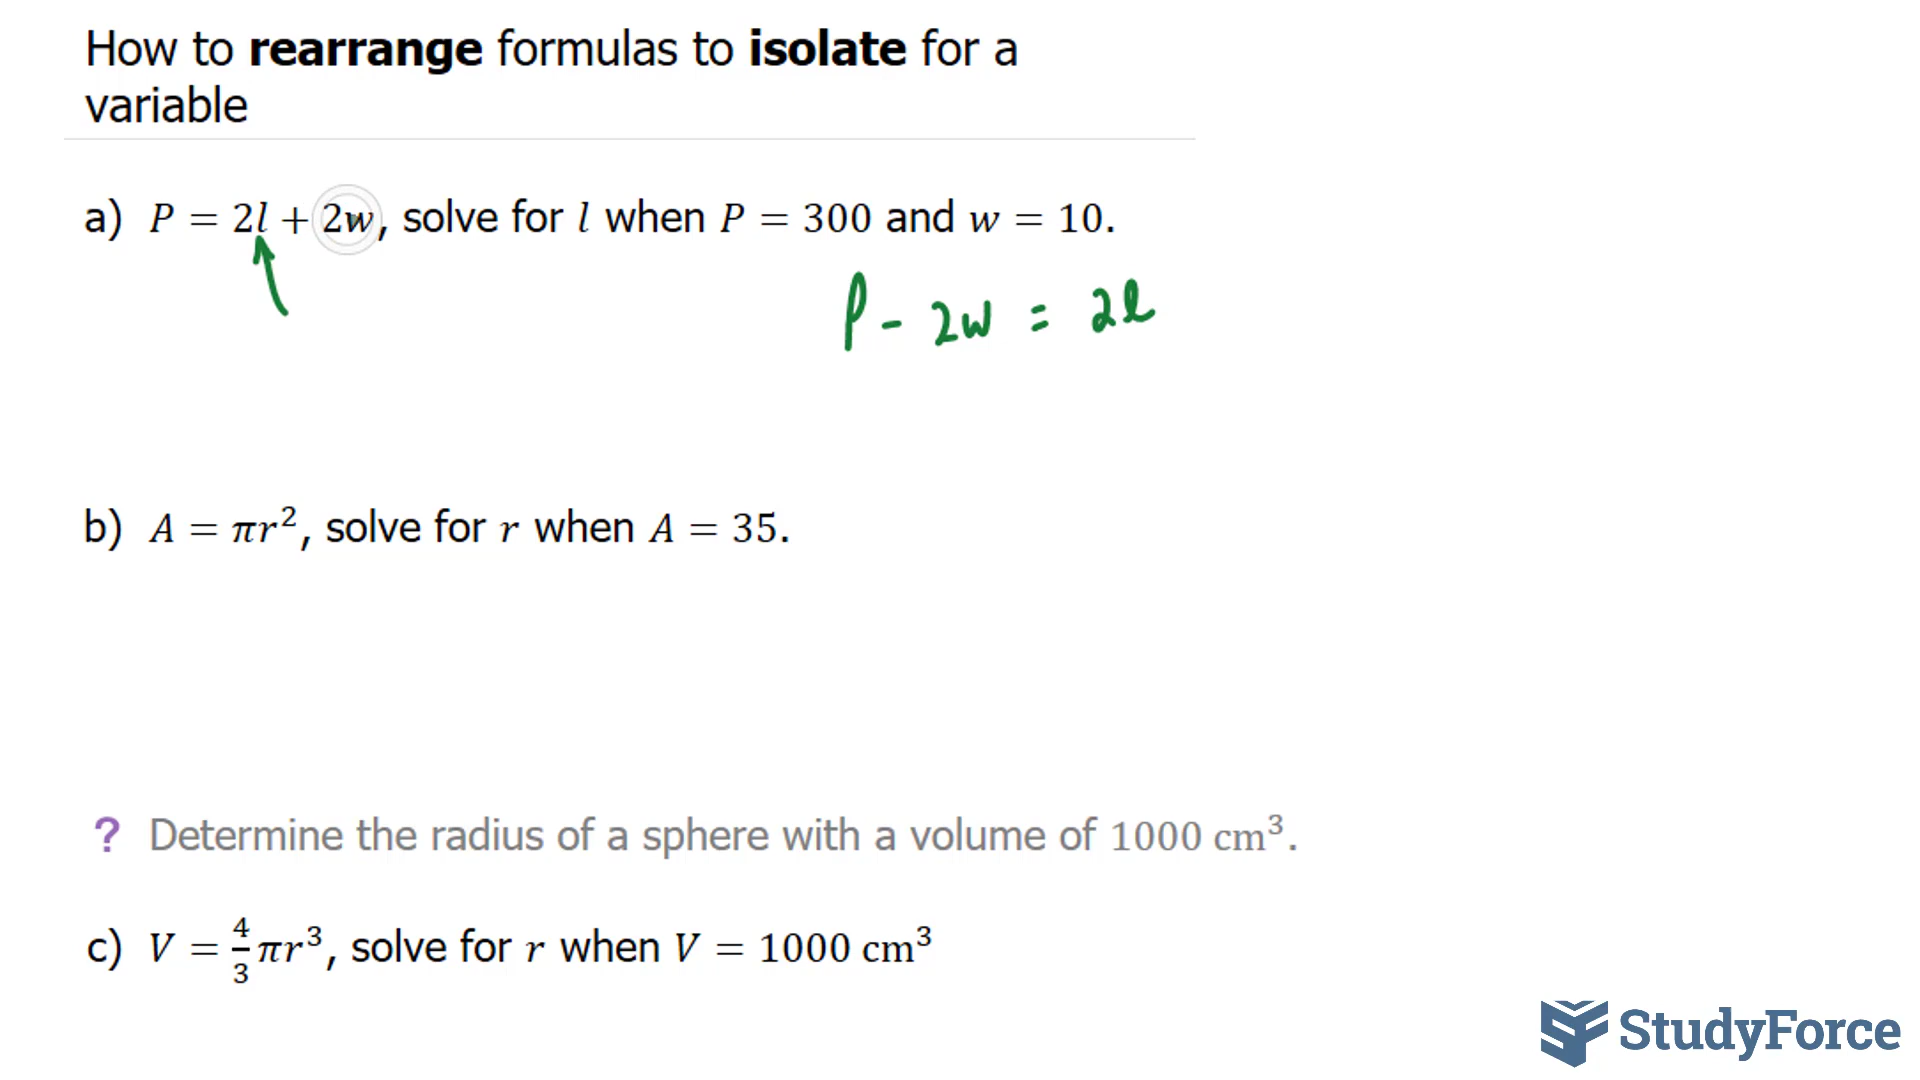 How to rearrange formulas to isolate for a
variable
a) P = 2l + 2w, solve for l when P = 300 and w = 10.
P - 2w = 2l
b) A = πr², solve for r when A = 35.
? Determine the radius of a sphere with a volume of 1000 cm³.
c) V = 4/3 πr³, solve for r when V = 1000 cm³
StudyForce